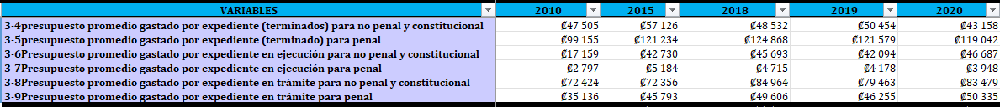 VARIABLES 2010 2015 2018 2019 2020
3-4presupuesto promedio gastado por expediente (terminados) para no penal y constitucional ₡47 505 ₡57 126 ₡48 532 ₡50 454 ₡43 158
3-5presupuesto promedio gastado por expediente (terminado) para penal ₡99 155 ₡121 234 ₡124 868 ₡121 579 ₡119 042
3-6Presupuesto promedio gastado por expediente en ejecución para no penal y constitucional ₡17 159 ₡42 730 ₡45 693 ₡42 094 ₡46 687
3-7Presupuesto promedio gastado por expediente en ejecución para penal ₡2 797 ₡5 184 ₡4 715 ₡4 178 ₡3 948
3-8Presupuesto promedio gastado por expediente en trámite para no penal y constitucional ₡72 424 ₡72 356 ₡84 964 ₡79 463 ₡83 479
3-9Presupuesto promedio gastado por expediente en trámite para penal ₡35 136 ₡45 793 ₡49 606 ₡46 255 ₡50 335